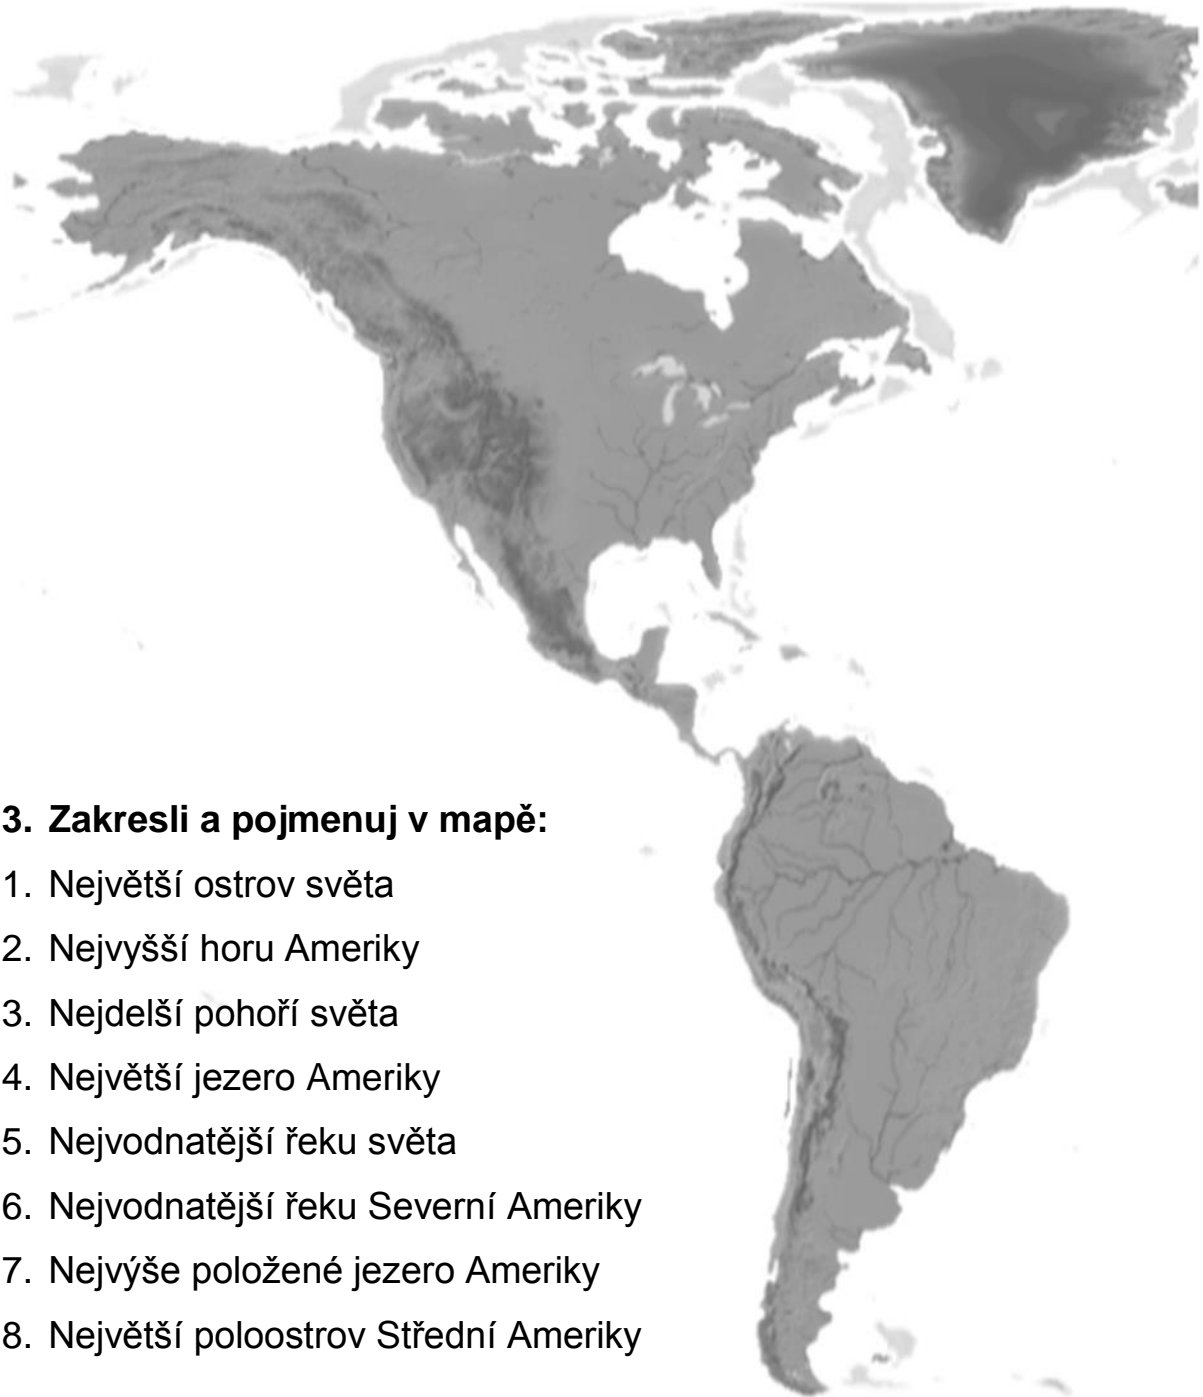 3. Zakresli a pojmenuj v mapě:
1. Největší ostrov světa
2. Nejvyšší horu Ameriky
3. Nejdelší pohoří světa
4. Největší jezero Ameriky
5. Nejvodnatější řeku světa
6. Nejvodnatější řeku Severní Ameriky
7. Nejvýše položené jezero Ameriky
8. Největší poloostrov Střední Ameriky